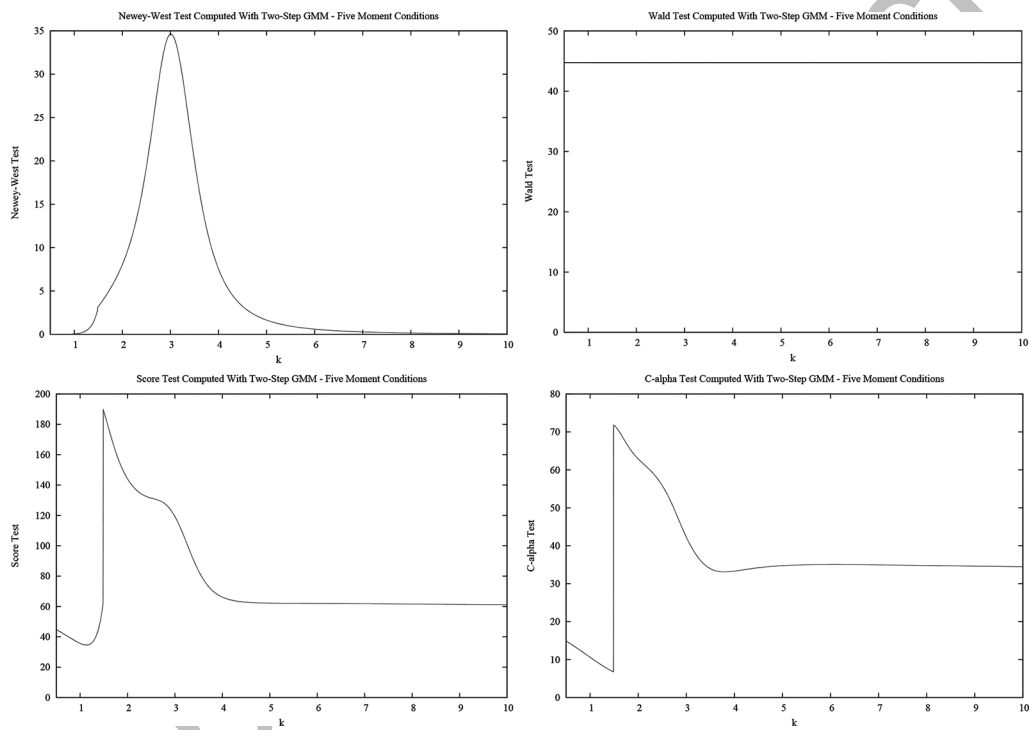 Newey-West Test Computed With Two-Step GMM - Five Moment Conditions
35
30
25
20
15
10
5
0
Newey-West Test
1 2 3 4 5 6 7 8 9 10
k
Wald Test Computed With Two-Step GMM - Five Moment Conditions
50
40
30
20
10
0
Wald Test
1 2 3 4 5 6 7 8 9 10
k
Score Test Computed With Two-Step GMM - Five Moment Conditions
200
180
160
140
120
100
80
60
40
20
0
Score Test
1 2 3 4 5 6 7 8 9 10
k
C-alpha Test Computed With Two-Step GMM - Five Moment Conditions
80
70
60
50
40
30
20
10
0
C-alpha Test
1 2 3 4 5 6 7 8 9 10
k